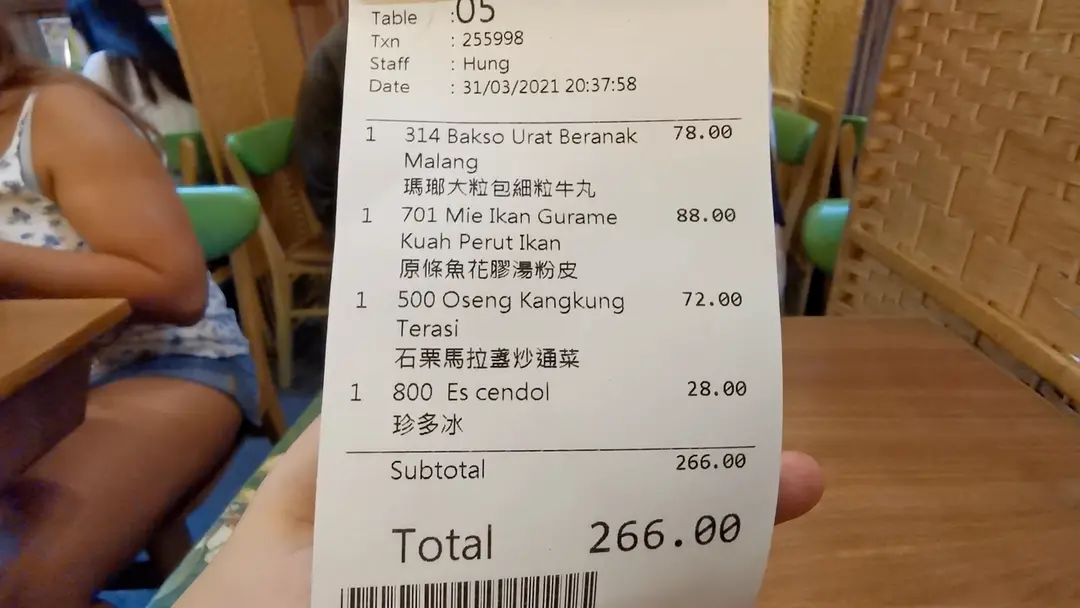 Table :05
Txn : 255998
Staff : Hung
Date : 31/03/2021 20:37:58
1 314 Bakso Urat Beranak 78.00
Malang
瑪瑯大粒包細粒牛丸
1 701 Mie Ikan Gurame 88.00
Kuah Perut Ikan
原條魚花膠湯粉皮
1 500 Oseng Kangkung 72.00
Terasi
石栗馬拉盞炒通菜
1 800 Es cendol 28.00
珍多冰
Subtotal 266.00
Total 266.00